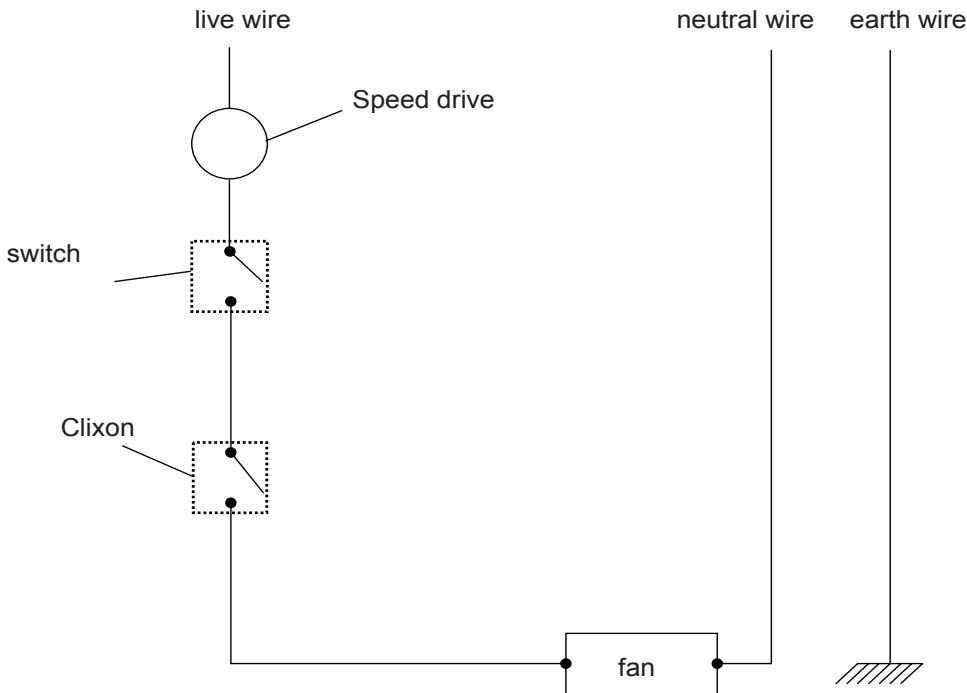 live wire
neutral wire
earth wire
Speed drive
switch
Clixon
fan